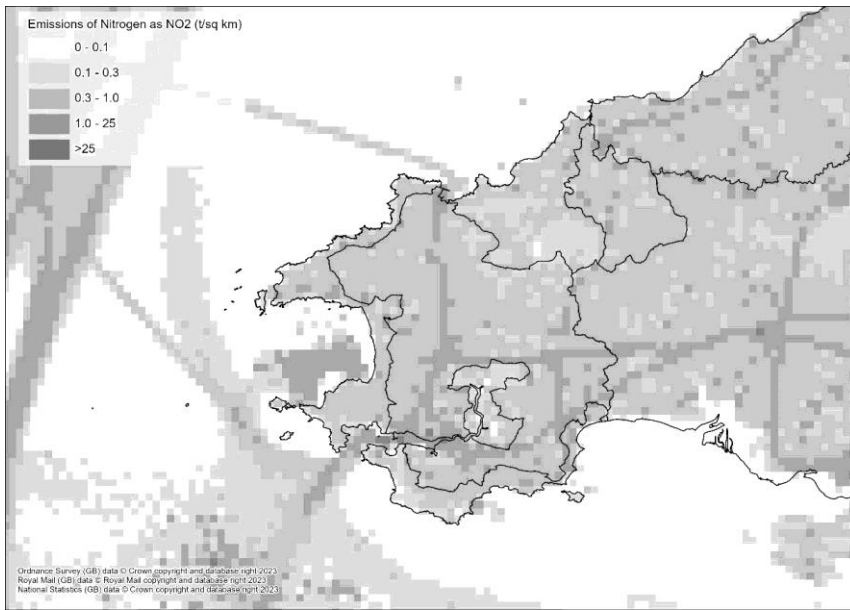 Emissions of Nitrogen as NO2 (t/sq km)
0 - 0.1
0.1 - 0.3
0.3 - 1.0
1.0 - 25
>25
Ordnance Survey (GB) data © Crown copyright and database right 2023
Royal Mail (GB) data © Royal Mail copyright and database right 2023
National Statistics (GB) data © Crown copyright and database right 2023